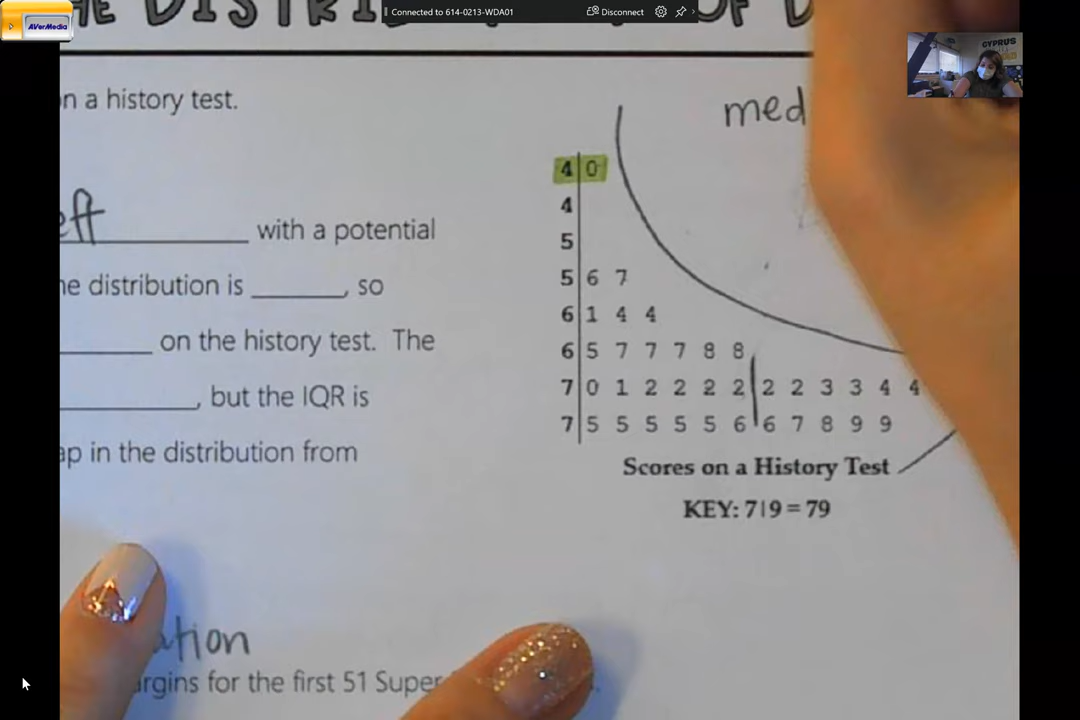 Connected to 614-0213-WDA01
Disconnect
AVerMedia
CYPRUS
n a history test.
med
eft with a potential
he distribution is ______, so
on the history test. The
, but the IQR is
ap in the distribution from
4 0
4
5
5 6 7
6 1 4 4
6 5 7 7 7 8 8
7 0 1 2 2 2 2 2 2 3 3 4 4
7 5 5 5 5 5 6 6 7 8 9 9
Scores on a History Test
KEY: 7|9 = 79
ation
rgins for the first 51 Super